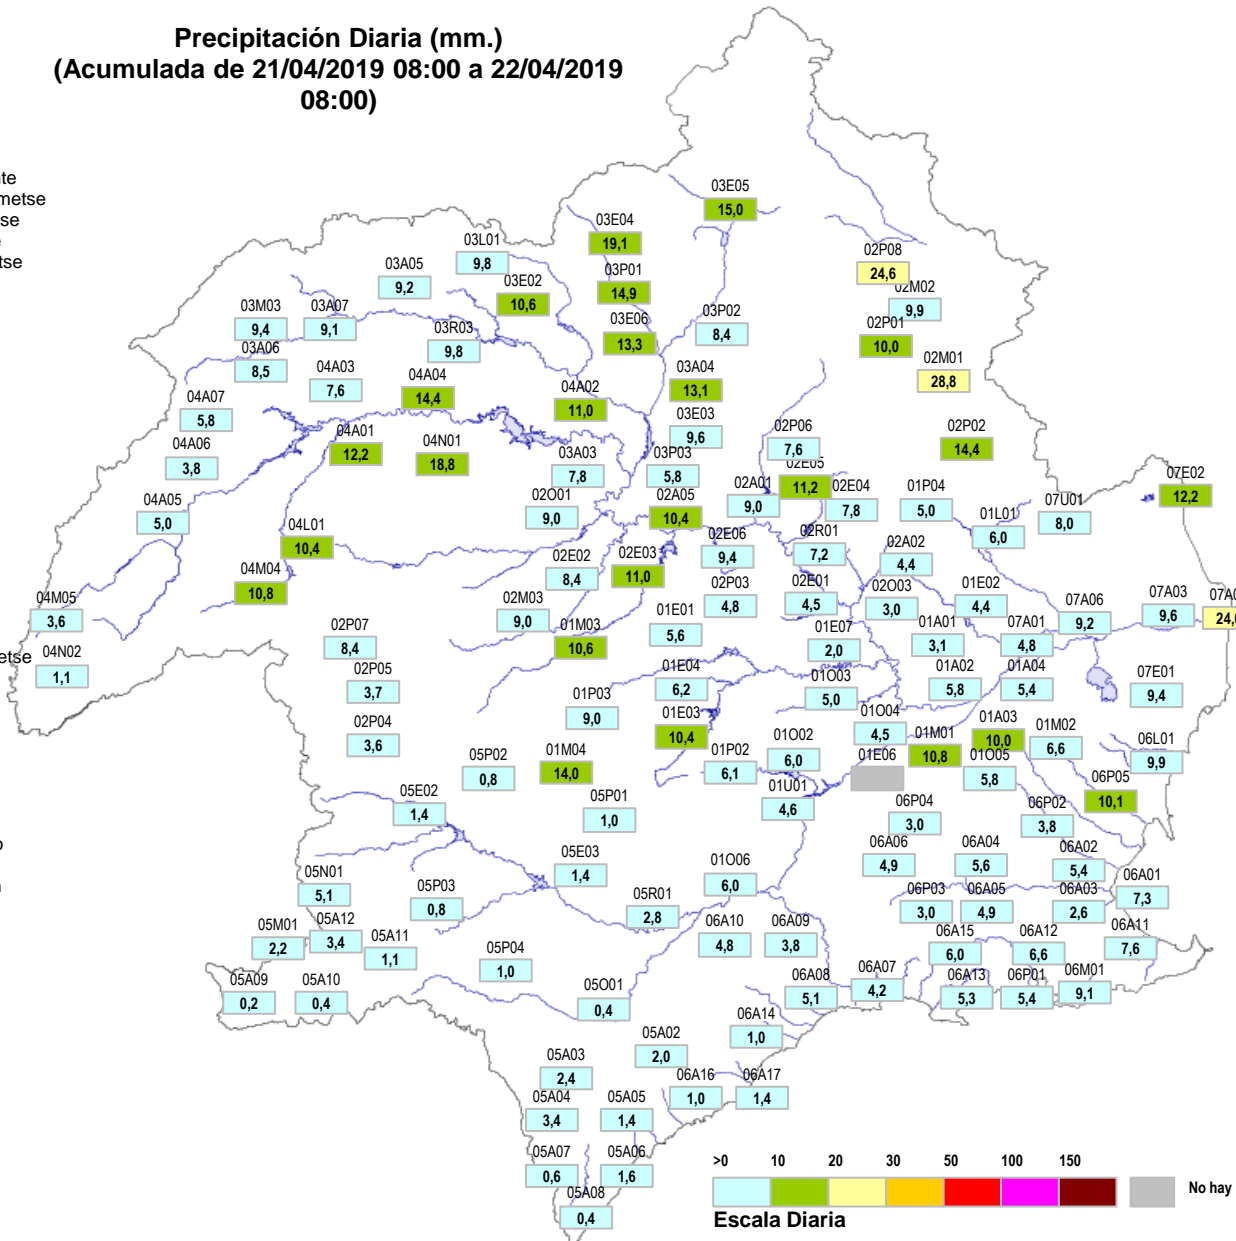 Precipitación Diaria (mm.)
(Acumulada de 21/04/2019 08:00 a 22/04/2019
08:00)
03E05
15,0
03E04
19,1
03L01
9,8
02P08
24,6
03A05
9,2
03P01
14,9
03E02
10,6
02M02
9,9
03M03
9,4
03A07
9,1
03E06
13,3
03P02
8,4
02P01
10,0
03R03
9,8
03A06
8,5
04A03
7,6
04A04
14,4
03A04
13,1
02M01
28,8
04A07
5,8
04A02
11,0
03E03
9,6
04A01
12,2
04N01
18,8
02P06
7,6
02P02
14,4
04A06
3,8
03A03
7,8
03P03
5,8
02E05
11,2
07E02
12,2
04A05
5,0
02O01
9,0
02A05
10,4
02A01
9,0
02E04
7,8
01P04
5,0
07U01
8,0
01L01
6,0
04L01
10,4
02E06
9,4
02R01
7,2
02A02
4,4
02E02
8,4
02E03
11,0
04M04
10,8
02P03
4,8
02E01
4,5
02O03
3,0
01E02
4,4
04M05
3,6
02M03
9,0
01E01
5,6
07A06
9,2
07A03
9,6
24,
02P07
8,4
01M03
10,6
01E07
2,0
01A01
3,1
07A01
4,8
metse
04N02
1,1
02P05
3,7
01E04
6,2
01O03
5,0
01A02
5,8
01A04
5,4
07E01
9,4
01P03
9,0
01E03
10,4
02P04
3,6
01O04
4,5
01A03
10,0
01M02
6,6
01M01
10,8
06L01
9,9
05P02
0,8
01M04
14,0
01P02
6,1
01O02
6,0
01E06
01O05
5,8
06P05
10,1
05E02
1,4
05P01
1,0
01U01
4,6
06P04
3,0
06P02
3,8
05E03
1,4
01O06
6,0
06A06
4,9
06A04
5,6
06A02
5,4
05N01
5,1
05P03
0,8
05R01
2,8
06P03
3,0
06A05
4,9
06A03
2,6
06A01
7,3
05M01
2,2
05A12
3,4
05A11
1,1
06A10
4,8
06A09
3,8
06A15
6,0
06A12
6,6
06A11
7,6
05P04
1,0
05A09
0,2
05A10
0,4
05O01
0,4
06A08
5,1
06A07
4,2
06A13
5,3
06P01
5,4
06M01
9,1
06A14
1,0
05A02
2,0
05A03
2,4
06A16
1,0
06A17
1,4
05A04
3,4
05A05
1,4
05A07
0,6
05A06
1,6
05A08
0,4
>0 10 20 30 50 100 150
No hay
Escala Diaria